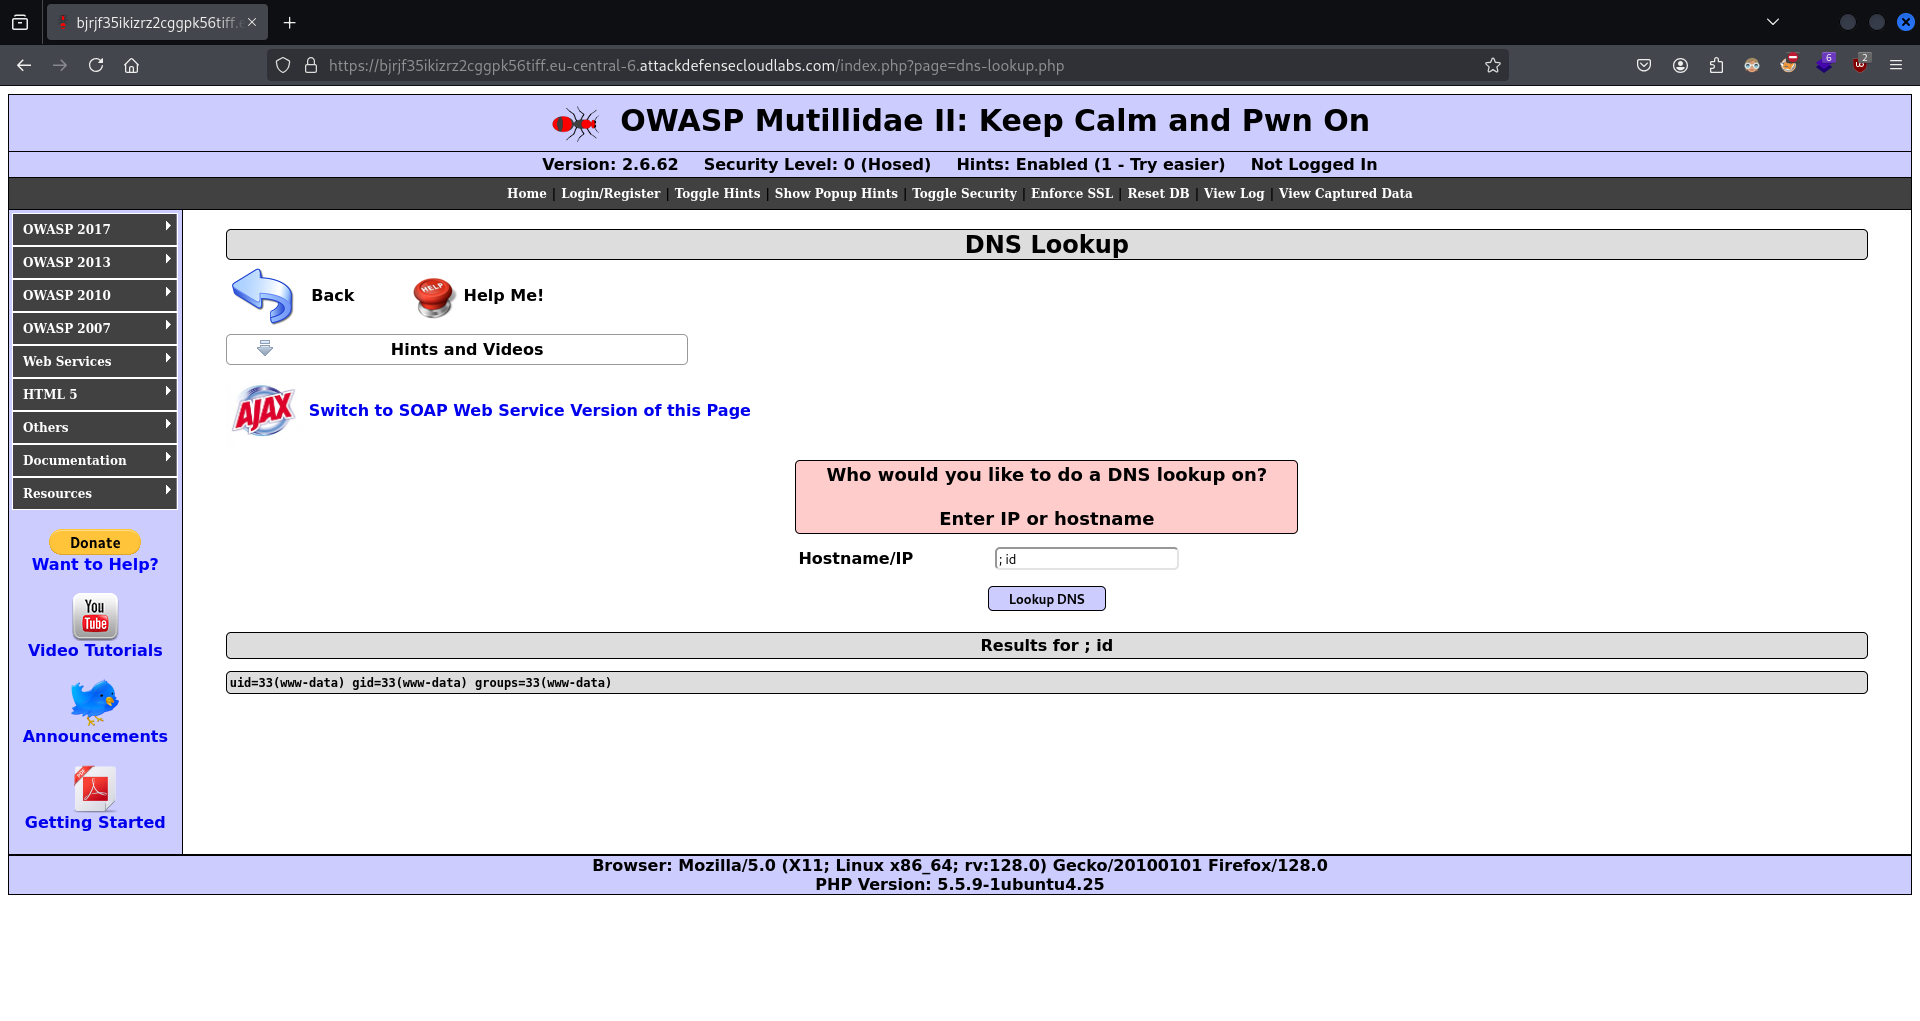 bjrjf35ikizrz2cggpk56tiff.
https://bjrjf35ikizrz2cggpk56tiff.eu-central-6.attackdefensecloudlabs.com/index.php?page=dns-lookup.php
6
2
OWASP Mutillidae II: Keep Calm and Pwn On
Version: 2.6.62 Security Level: 0 (Hosed) Hints: Enabled (1 - Try easier) Not Logged In
Home | Login/Register | Toggle Hints | Show Popup Hints | Toggle Security | Enforce SSL | Reset DB | View Log | View Captured Data
OWASP 2017
OWASP 2013
OWASP 2010
OWASP 2007
Web Services
HTML 5
Others
Documentation
Resources
Donate
Want to Help?
You
Tube
Video Tutorials
Announcements
PDF
Getting Started
DNS Lookup
Back
HELP
Help Me!
Hints and Videos
AJAX
Switch to SOAP Web Service Version of this Page
Who would you like to do a DNS lookup on?
Enter IP or hostname
Hostname/IP
; id
Lookup DNS
Results for ; id
uid=33(www-data) gid=33(www-data) groups=33(www-data)
Browser: Mozilla/5.0 (X11; Linux x86_64; rv:128.0) Gecko/20100101 Firefox/128.0
PHP Version: 5.5.9-1ubuntu4.25